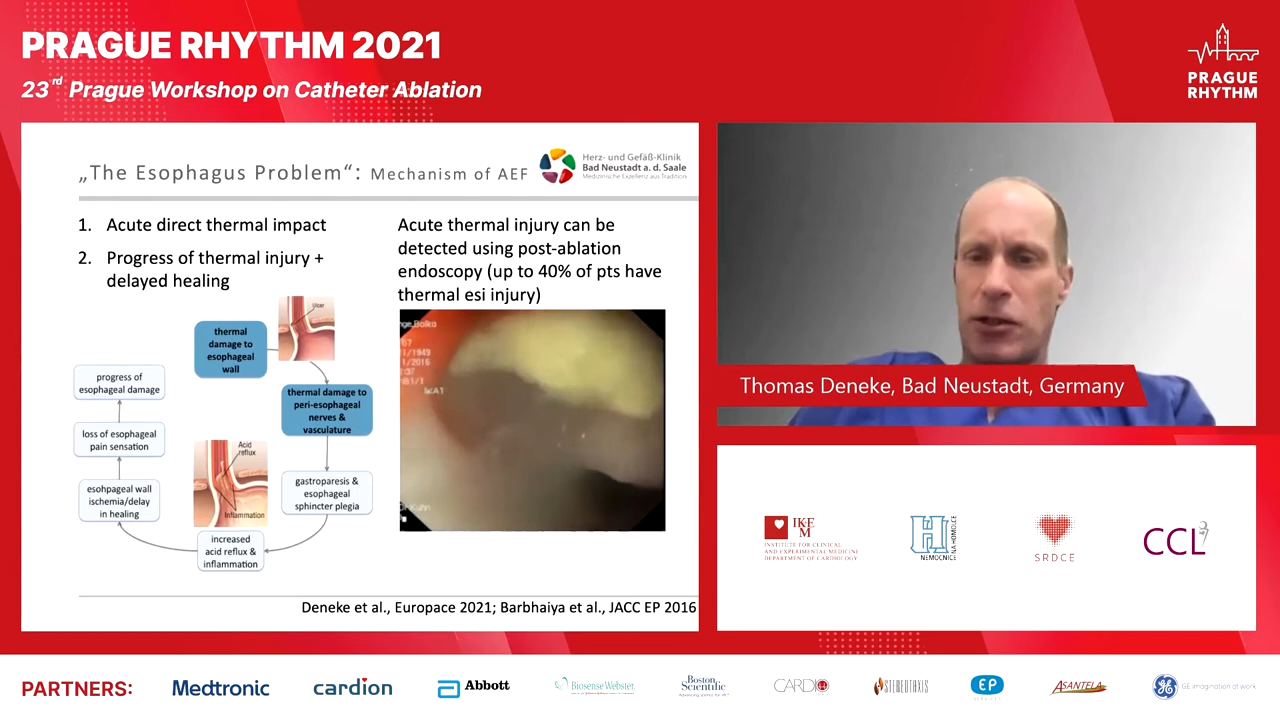 PRAGUE RHYTHM 2021
23rd Prague Workshop on Catheter Ablation
PRAGUE
RHYTHM
„The Esophagus Problem“: Mechanism of AEF
Herz- und Gefäß-Klinik
Bad Neustadt a. d. Saale
Medizinische Exzellenz aus Tradition
1. Acute direct thermal impact
2. Progress of thermal injury +
delayed healing
Acute thermal injury can be
detected using post-ablation
endoscopy (up to 40% of pts have
thermal esi injury)
Ulcer
thermal
damage to
esophageal
wall
thermal damage to
peri-esophageal
nerves &
vasculature
gastroparesis &
esophageal
sphincter plegia
increased
acid reflux &
inflammation
esohpageal wall
ischemia/delay
in healing
loss of esophageal
pain sensation
progress of
esophageal damage
Acid
reflux
Inflammation
Deneke et al., Europace 2021; Barbhaiya et al., JACC EP 2016
Thomas Deneke, Bad Neustadt, Germany
IKEM
INSTITUTE FOR CLINICAL
AND EXPERIMENTAL MEDICINE
DEPARTMENT OF CARDIOLOGY
NEMOCNICE
NA HOMOLCE
SRDCE
CCL
PARTNERS:
Medtronic
cardion
Abbott
Biosense Webster
Boston
Scientific
CARDIO
STEREOTAXIS
EP
ASANTELA
GE imagination at work